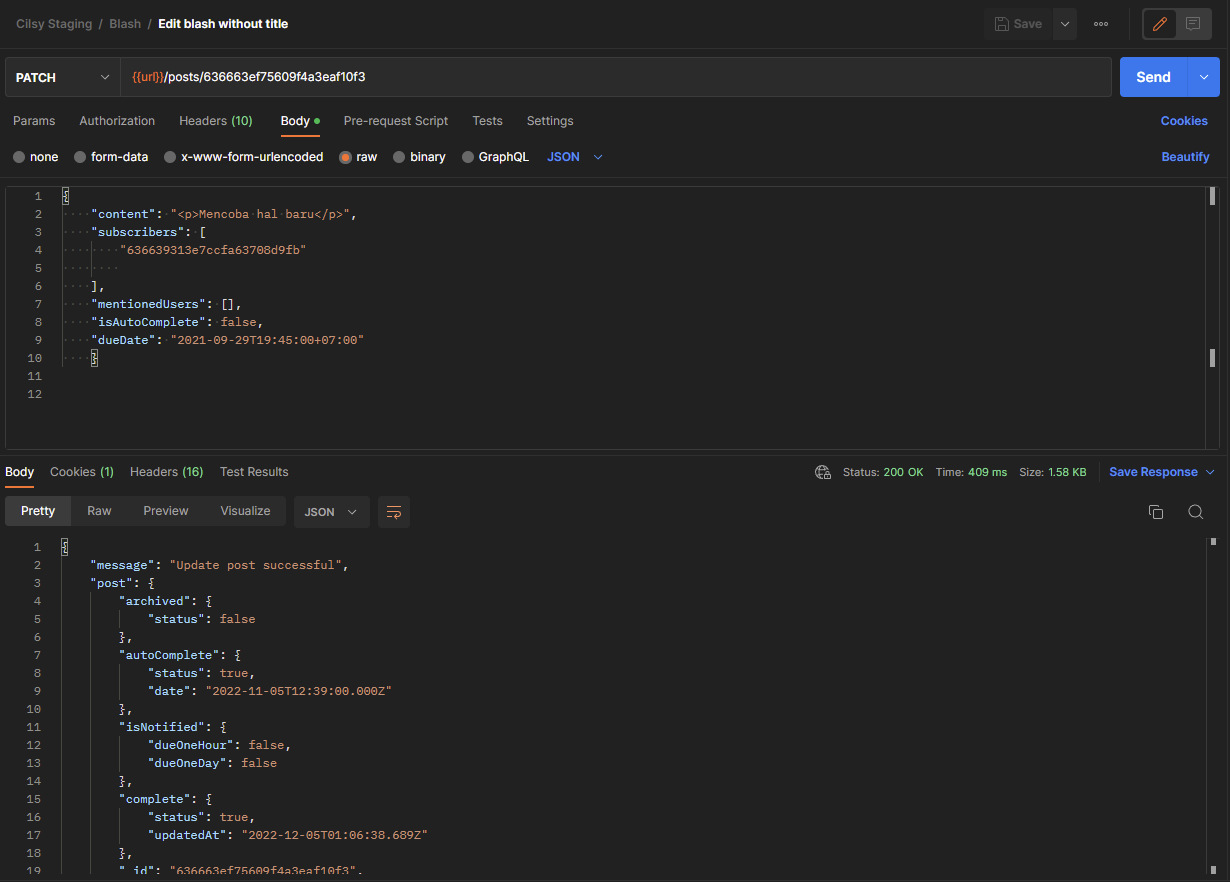 Cilsy Staging / Blash / Edit blash without title
Save
PATCH
{{url}}/posts/636663ef75609f4a3eaf10f3
Send
Params Authorization Headers (10) Body Pre-request Script Tests Settings Cookies
none form-data x-www-form-urlencoded raw binary GraphQL JSON Beautify
1 {
2 "content": "<p>Mencoba hal baru</p>",
3 "subscribers": [
4 "636639313e7ccfa63708d9fb"
5
6 ],
7 "mentionedUsers": [],
8 "isAutoComplete": false,
9 "dueDate": "2021-09-29T19:45:00+07:00"
10 }
11
12
Body Cookies (1) Headers (16) Test Results Status: 200 OK Time: 409 ms Size: 1.58 KB Save Response
Pretty Raw Preview Visualize JSON
1 {
2 "message": "Update post successful",
3 "post": {
4 "archived": {
5 "status": false
6 },
7 "autoComplete": {
8 "status": true,
9 "date": "2022-11-05T12:39:00.000Z"
10 },
11 "isNotified": {
12 "dueOneHour": false,
13 "dueOneDay": false
14 },
15 "complete": {
16 "status": true,
17 "updatedAt": "2022-12-05T01:06:38.689Z"
18 },
19 "_id": "636663ef75609f4a3eaf10f3",